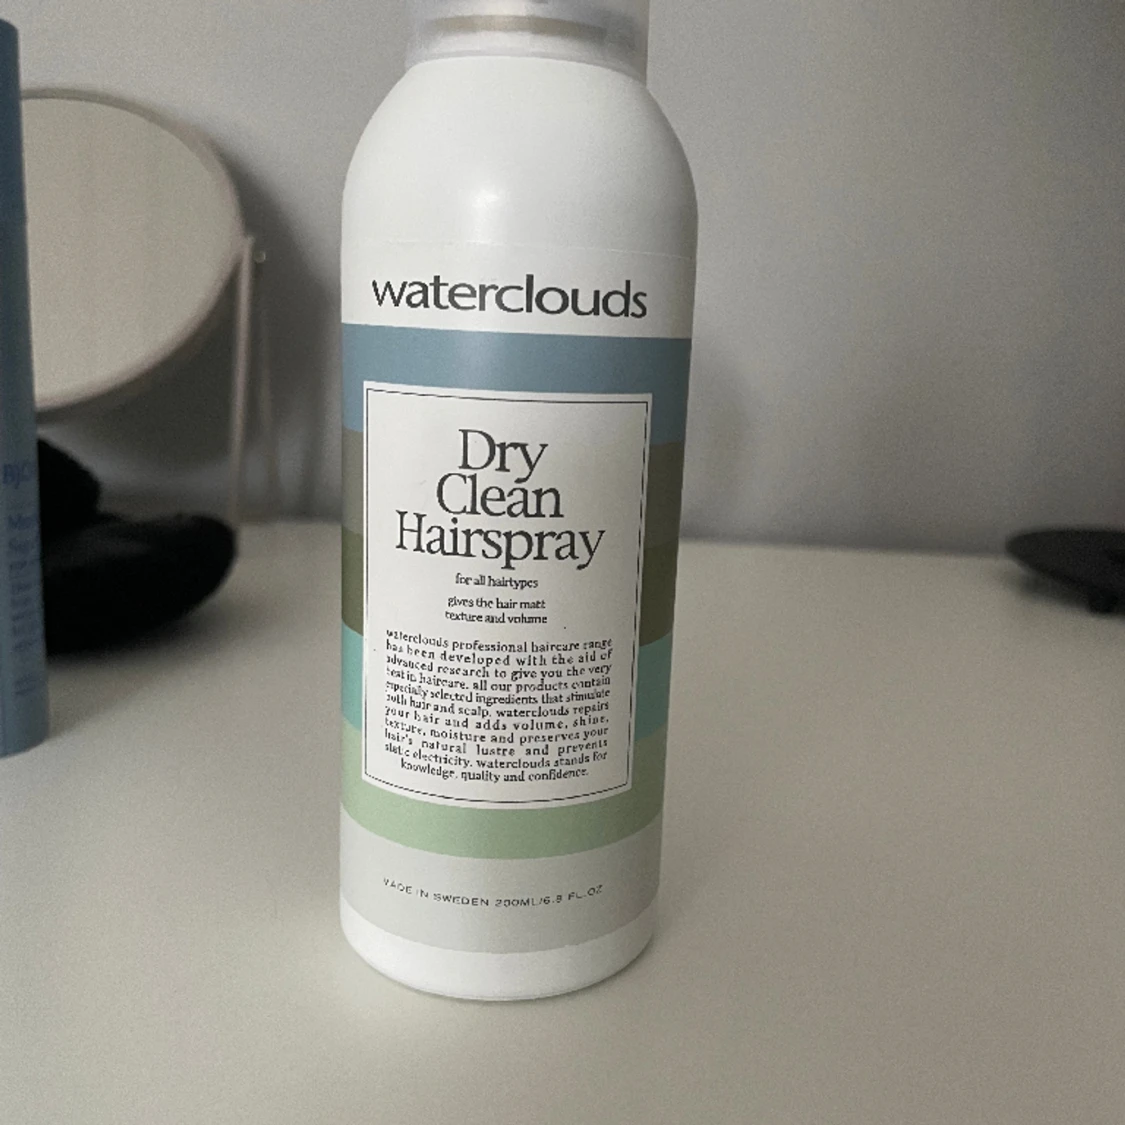 waterclouds
Dry
Clean
Hairspray
for all hairtypes
gives the hair matt
texture and volume
waterclouds professional haircare range
has been developed with the aid of
advanced research to give you the very
best in haircare. all our products contain
especially selected ingredients that stimulate
both hair and scalp. waterclouds repairs
your hair and adds volume, shine,
texture, moisture and preserves your
hair's natural lustre and prevents
static electricity. waterclouds stands for
knowledge, quality and confidence.
MADE IN SWEDEN 200ML/6.8 FL.OZ